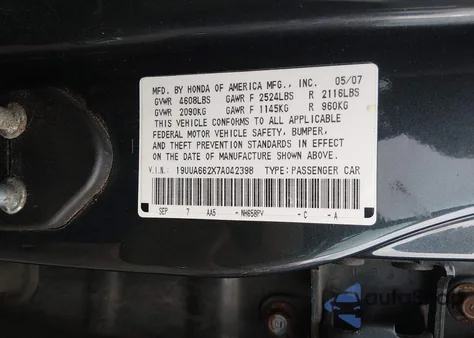 MFD. BY HONDA OF AMERICA MFG., INC. 05/07
GVWR 4608LBS GAWR F 2524LBS R 2116LBS
GVWR 2090KG GAWR F 1145KG R 960KG
THIS VEHICLE CONFORMS TO ALL APPLICABLE
FEDERAL MOTOR VEHICLE SAFETY, BUMPER,
AND THEFT PREVENTION STANDARDS IN EFFECT
ON THE DATE OF MANUFACTURE SHOWN ABOVE.
V.I.N.: 19UUA662X7A042398 TYPE: PASSENGER CAR
SEP 7 AA5 - NH658PV - C - A
autoShop